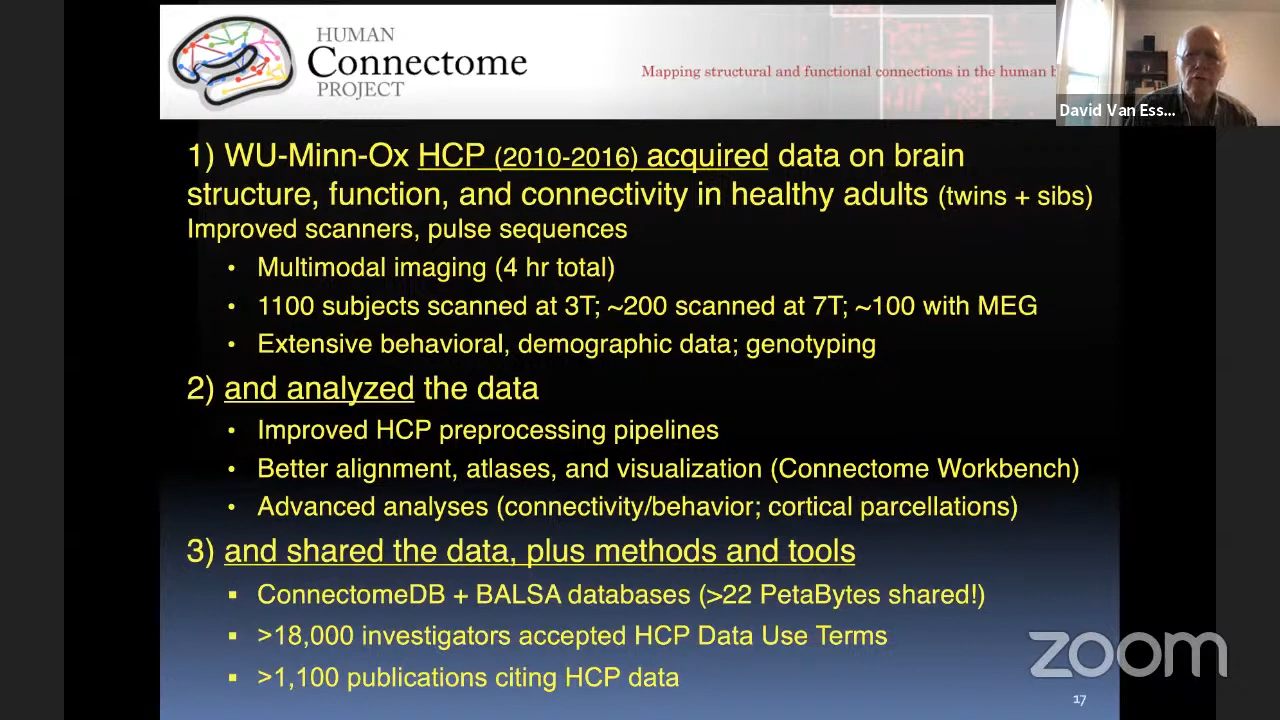 HUMAN
Connectome
PROJECT
Mapping structural and functional connections in the human b
David Van Ess...
1) WU-Minn-Ox HCP (2010-2016) acquired data on brain
structure, function, and connectivity in healthy adults (twins + sibs)
Improved scanners, pulse sequences
• Multimodal imaging (4 hr total)
• 1100 subjects scanned at 3T; ~200 scanned at 7T; ~100 with MEG
• Extensive behavioral, demographic data; genotyping
2) and analyzed the data
• Improved HCP preprocessing pipelines
• Better alignment, atlases, and visualization (Connectome Workbench)
• Advanced analyses (connectivity/behavior; cortical parcellations)
3) and shared the data, plus methods and tools
▪ ConnectomeDB + BALSA databases (>22 PetaBytes shared!)
▪ >18,000 investigators accepted HCP Data Use Terms
▪ >1,100 publications citing HCP data
zoom
17